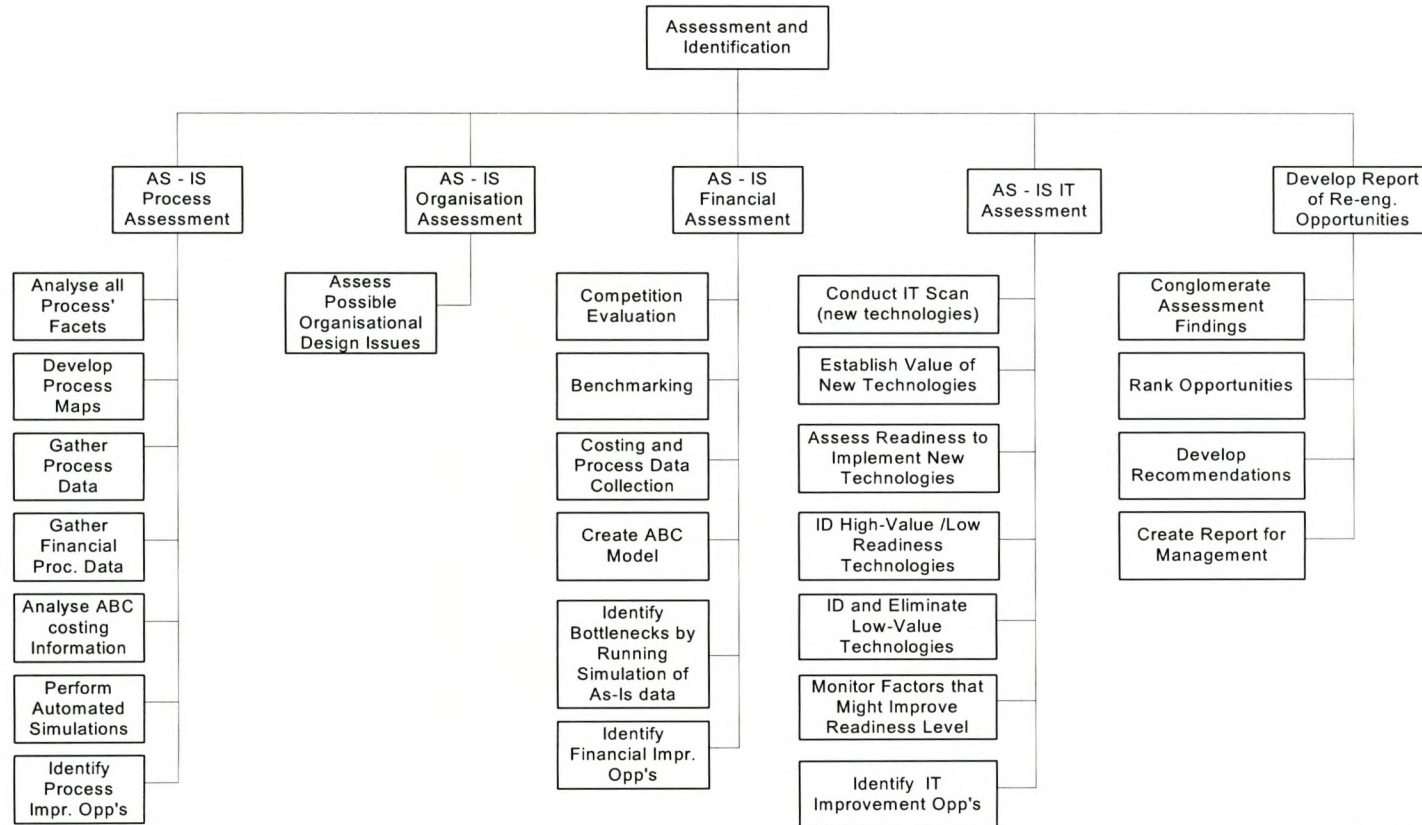 Assessment and
Identification
AS - IS
Process
Assessment
AS - IS
Organisation
Assessment
AS - IS
Financial
Assessment
AS - IS IT
Assessment
Develop Report
of Re-eng.
Opportunities
Analyse all
Process'
Facets
Develop
Process
Maps
Gather
Process
Data
Gather
Financial
Proc. Data
Analyse ABC
costing
Information
Perform
Automated
Simulations
Identify
Process
Impr. Opp's
Assess
Possible
Organisational
Design Issues
Competition
Evaluation
Benchmarking
Costing and
Process Data
Collection
Create ABC
Model
Identify
Bottlenecks by
Running
Simulation of
As-Is data
Identify
Financial Impr.
Opp's
Conduct IT Scan
(new technologies)
Establish Value of
New Technologies
Assess Readiness to
Implement New
Technologies
ID High-Value /Low
Readiness
Technologies
ID and Eliminate
Low-Value
Technologies
Monitor Factors that
Might Improve
Readiness Level
Identify IT
Improvement Opp's
Conglomerate
Assessment
Findings
Rank Opportunities
Develop
Recommendations
Create Report for
Management